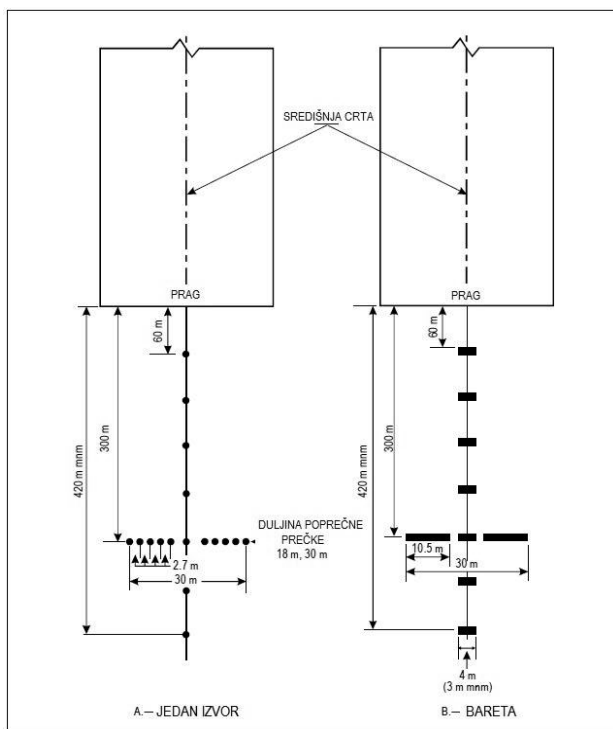 SREDIŠNJA CRTA
PRAG
PRAG
60 m
60 m
300 m
300 m
420 m mnm
420 m mnm
DULJINA POPREČNE
PREČKE
18 m, 30 m
2.7 m
30 m
10.5 m
30 m
4 m
(3 m mnm)
A.— JEDAN IZVOR
B.— BARETA